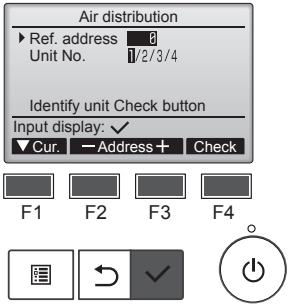 Air distribution
Ref. address 0
Unit No. 1/2/3/4
Identify unit Check button
Input display: ✓
▼Cur. −Address+ Check
F1 F2 F3 F4